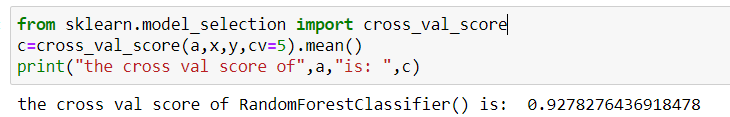 from sklearn.model_selection import cross_val_score
c=cross_val_score(a,x,y,cv=5).mean()
print("the cross val score of",a,"is: ",c)
the cross val score of RandomForestClassifier() is:  0.9278276436918478